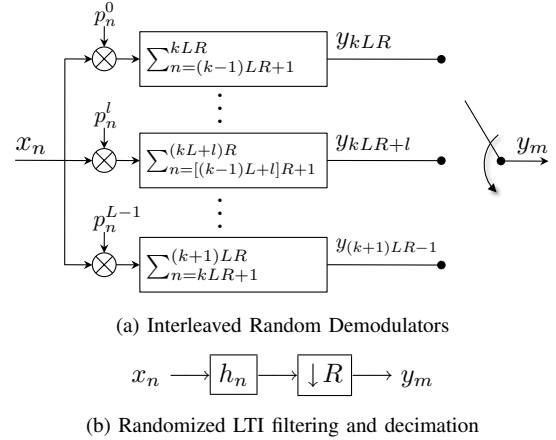 p_n^0
∑_{n=(k-1)LR+1}^{kLR}
y_{kLR}
p_n^l
x_n
∑_{n=[(k-1)L+l]R+1}^{(kL+l)R}
y_{kLR+l}
y_m
p_n^{L-1}
∑_{n=kLR+1}^{(k+1)LR}
y_{(k+1)LR-1}
(a) Interleaved Random Demodulators
x_n h_n ↓R y_m
(b) Randomized LTI filtering and decimation